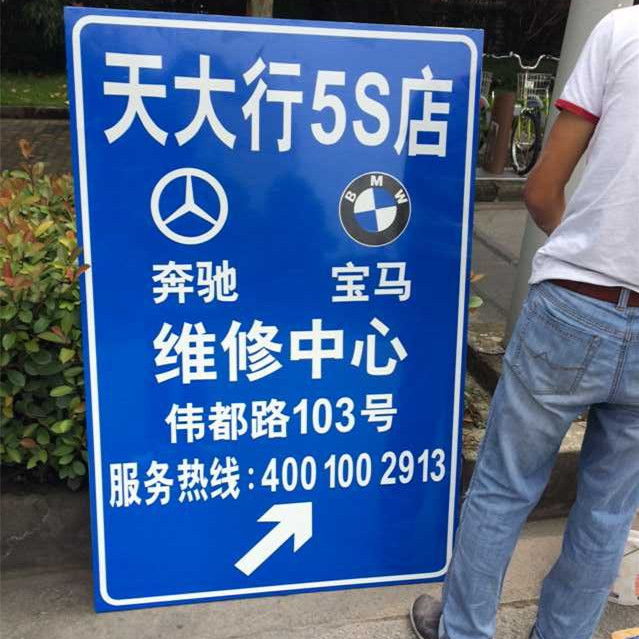 天大行5S店
BMW
奔驰 宝马
维修中心
伟都路103号
服务热线:400 100 2913